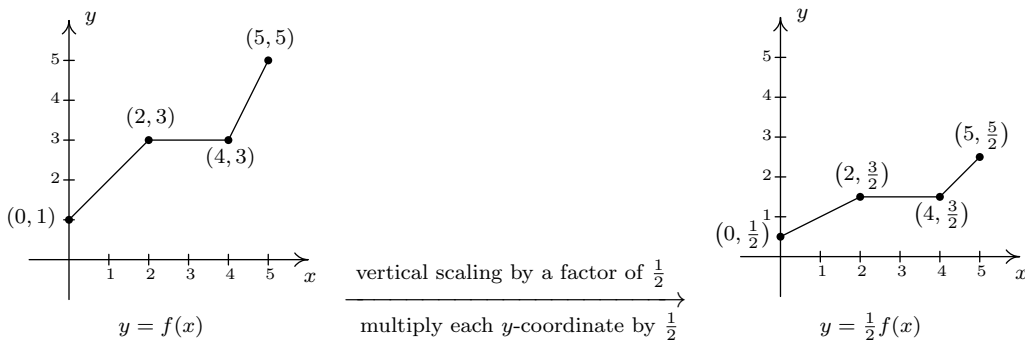 y
(5, 5)
5
4
(2, 3)
3
(4, 3)
2
(0, 1)
1 2 3 4 5 x
y = f(x)
vertical scaling by a factor of 1/2
multiply each y-coordinate by 1/2
y
5
4
3
(5, 5/2)
2
(2, 3/2)
(4, 3/2)
1
(0, 1/2)
1 2 3 4 5 x
y = 1/2 f(x)